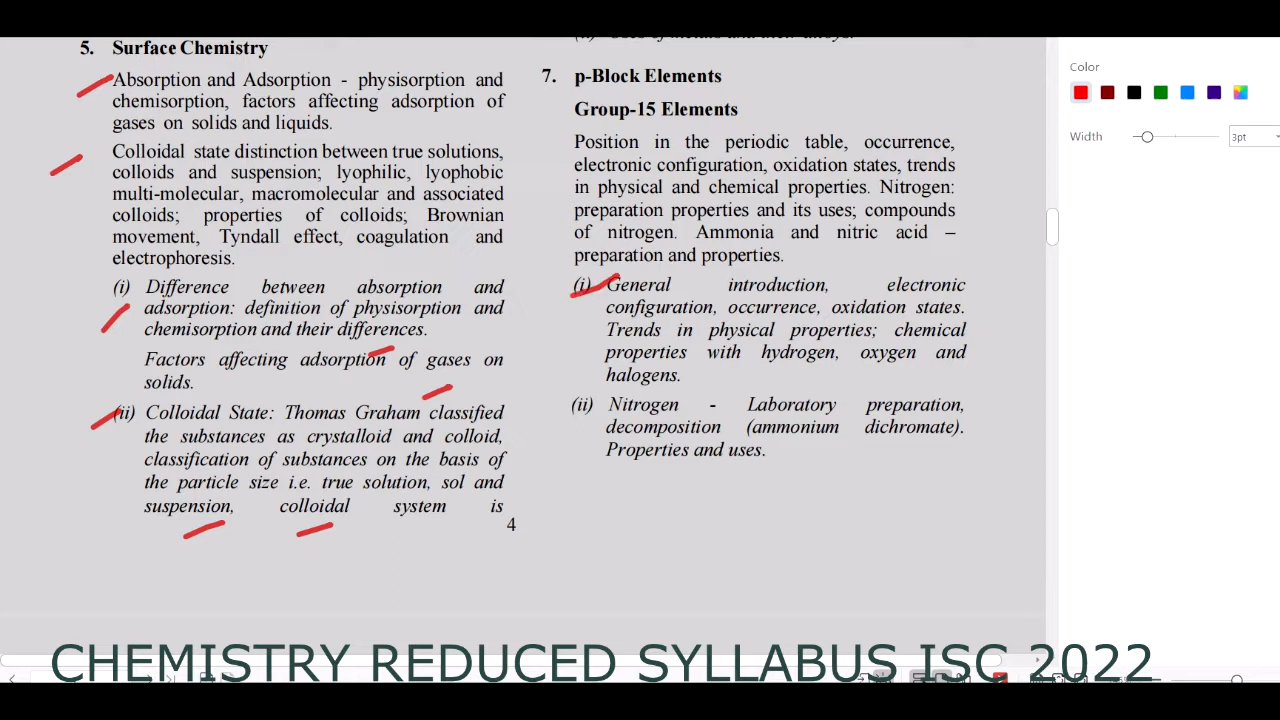 5. Surface Chemistry
Absorption and Adsorption - physisorption and
chemisorption, factors affecting adsorption of
gases on solids and liquids.
Colloidal state distinction between true solutions,
colloids and suspension; lyophilic, lyophobic
multi-molecular, macromolecular and associated
colloids; properties of colloids; Brownian
movement, Tyndall effect, coagulation and
electrophoresis.
(i) Difference between absorption and
adsorption: definition of physisorption and
chemisorption and their differences.
Factors affecting adsorption of gases on
solids.
(ii) Colloidal State: Thomas Graham classified
the substances as crystalloid and colloid,
classification of substances on the basis of
the particle size i.e. true solution, sol and
suspension, colloidal system is
4
7. p-Block Elements
Group-15 Elements
Position in the periodic table, occurrence,
electronic configuration, oxidation states, trends
in physical and chemical properties. Nitrogen:
preparation properties and its uses; compounds
of nitrogen. Ammonia and nitric acid –
preparation and properties.
(i) General introduction, electronic
configuration, occurrence, oxidation states.
Trends in physical properties; chemical
properties with hydrogen, oxygen and
halogens.
(ii) Nitrogen - Laboratory preparation,
decomposition (ammonium dichromate).
Properties and uses.
Color
Width
3pt
CHEMISTRY REDUCED SYLLABUS ISC 2022